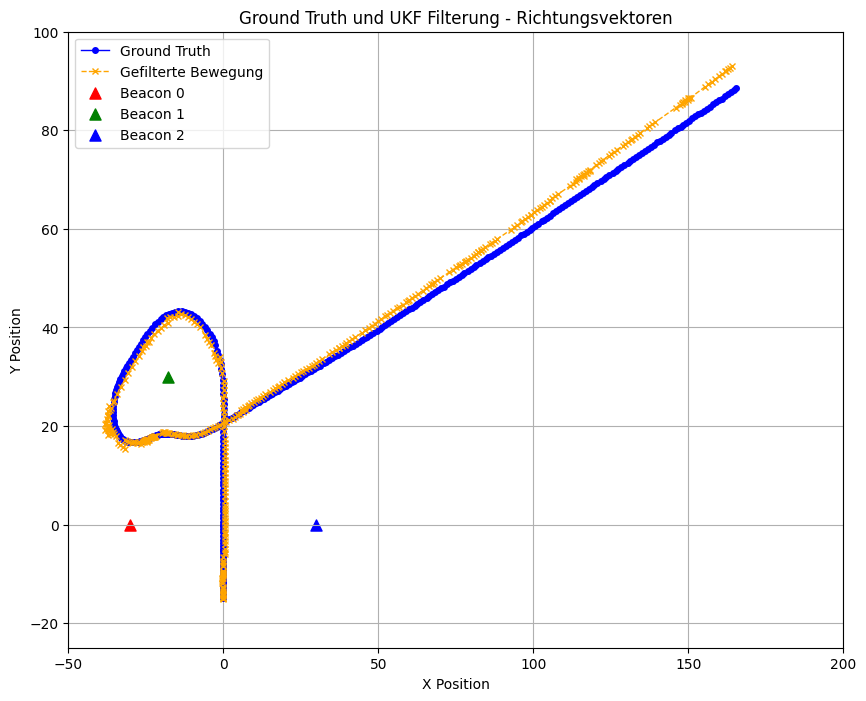 Ground Truth und UKF Filterung - Richtungsvektoren
Ground Truth
Gefilterte Bewegung
Beacon 0
Beacon 1
Beacon 2
100
80
60
40
20
0
−20
Y Position
−50
0
50
100
150
200
X Position